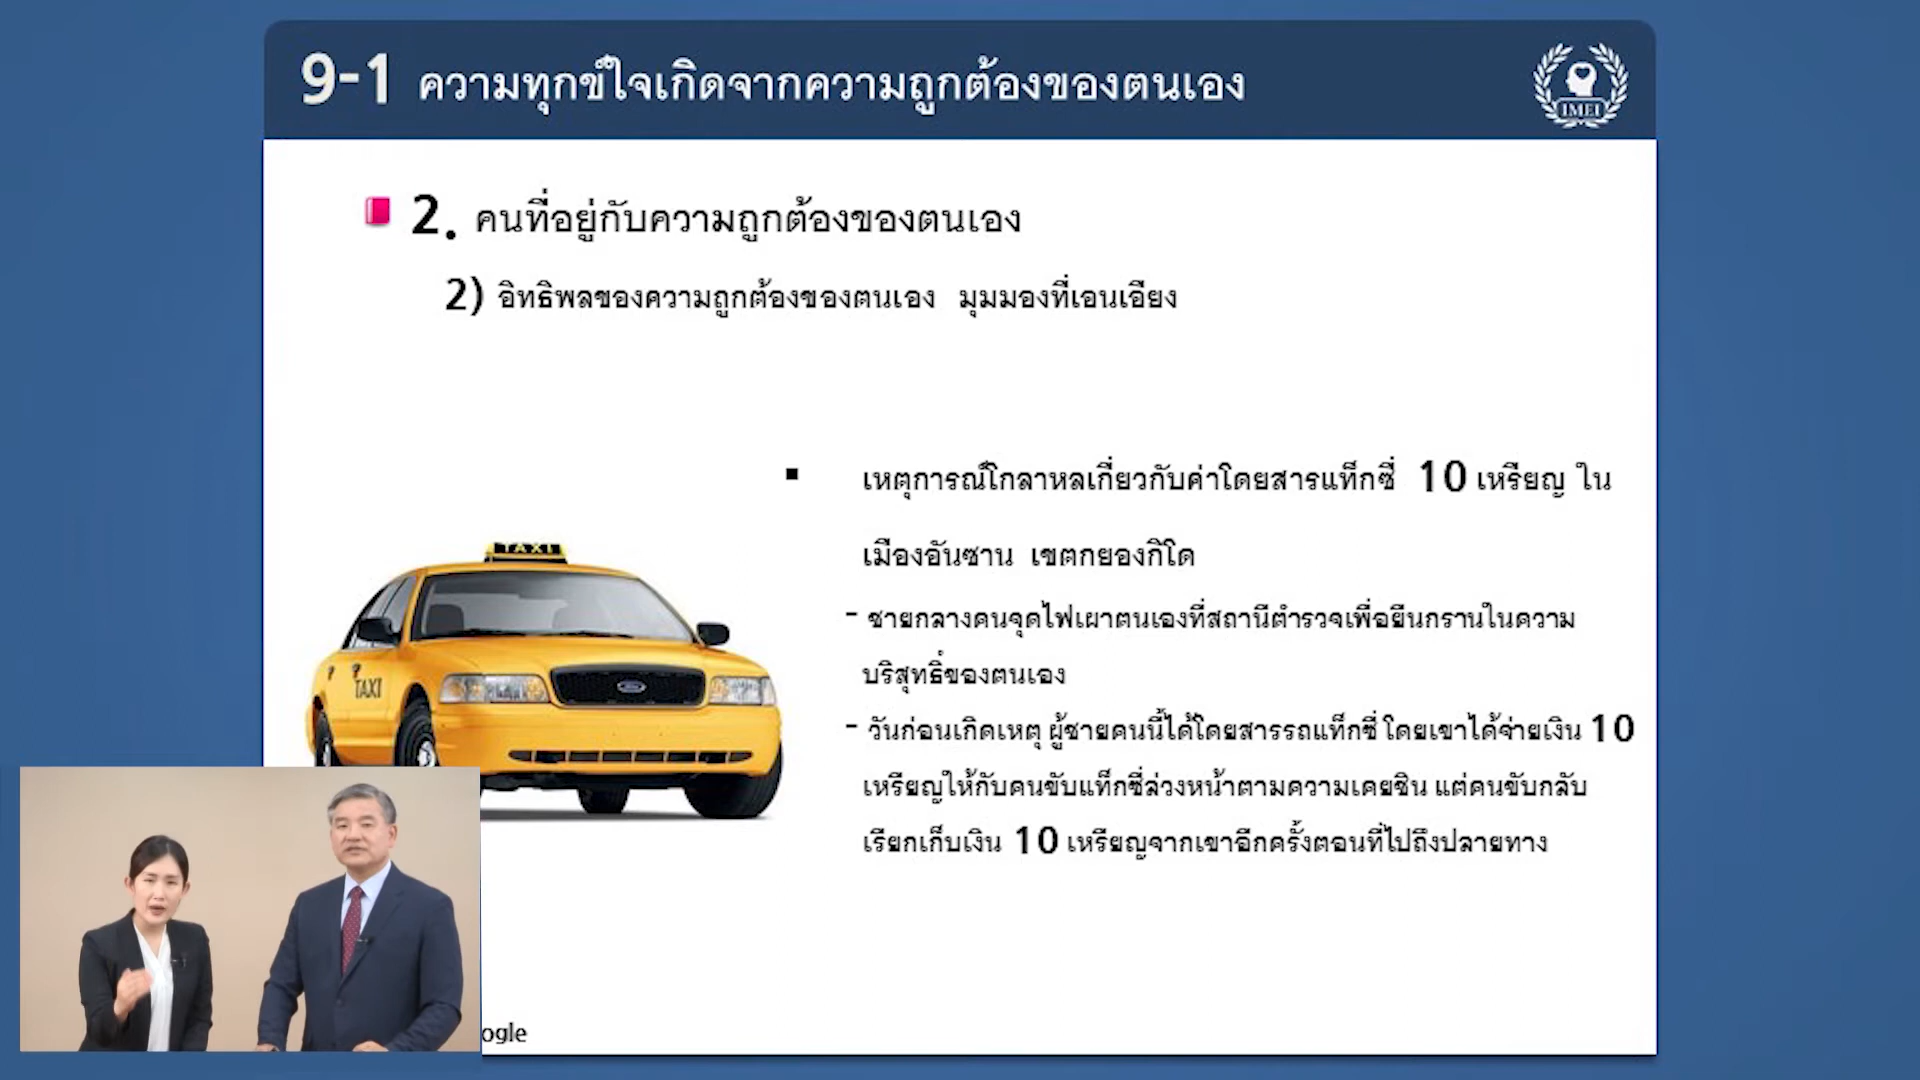 9-1 ความทุกข์ใจเกิดจากความถูกต้องของตนเอง
IMEI
2. คนที่อยู่กับความถูกต้องของตนเอง
2) อิทธิพลของความถูกต้องของตนเอง มุมมองที่เอนเอียง
▪ เหตุการณ์โกลาหลเกี่ยวกับค่าโดยสารแท็กซี่ 10 เหรียญ ใน
เมืองอันซาน เขตกยองกิโด
- ชายกลางคนจุดไฟเผาตนเองที่สถานีตำรวจเพื่อยืนกรานในความ
บริสุทธิ์ของตนเอง
- วันก่อนเกิดเหตุ ผู้ชายคนนี้ได้โดยสารรถแท็กซี่ โดยเขาได้จ่ายเงิน 10
เหรียญให้กับคนขับแท็กซี่ล่วงหน้าตามความเคยชิน แต่คนขับกลับ
เรียกเก็บเงิน 10 เหรียญจากเขาอีกครั้งตอนที่ไปถึงปลายทาง
TAXI
TAXI
Ford
ogle